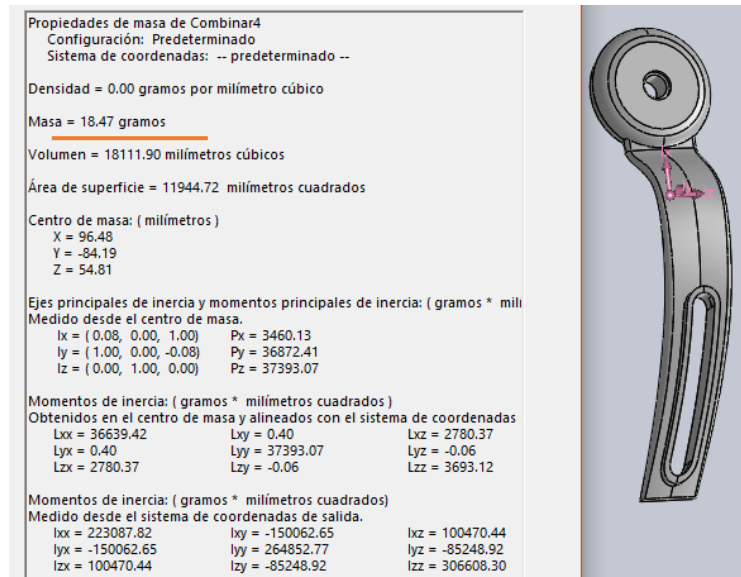 Propiedades de masa de Combinar4
Configuración: Predeterminado
Sistema de coordenadas: -- predeterminado --
Densidad = 0.00 gramos por milímetro cúbico
Masa = 18.47 gramos
Volumen = 18111.90 milímetros cúbicos
Área de superficie = 11944.72 milímetros cuadrados
Centro de masa: ( milímetros )
X = 96.48
Y = -84.19
Z = 54.81
Ejes principales de inercia y momentos principales de inercia: ( gramos *
Medido desde el centro de masa.
Ix = ( 0.08, 0.00, 1.00) Px = 3460.13
Iy = ( 1.00, 0.00, -0.08) Py = 36872.41
Iz = ( 0.00, 1.00, 0.00) Pz = 37393.07
Momentos de inercia: ( gramos * milímetros cuadrados )
Obtenidos en el centro de masa y alineados con el sistema de coordenadas
Lxx = 36639.42 Lxy = 0.40 Lxz = 2780.37
Lyx = 0.40 Lyy = 37393.07 Lyz = -0.06
Lzx = 2780.37 Lzy = -0.06 Lzz = 3693.12
Momentos de inercia: ( gramos * milímetros cuadrados)
Medido desde el sistema de coordenadas de salida.
Ixx = 223087.82 Ixy = -150062.65 Ixz = 100470.44
Iyx = -150062.65 Iyy = 264852.77 Iyz = -85248.92
Izx = 100470.44 Izy = -85248.92 Izz = 306608.30